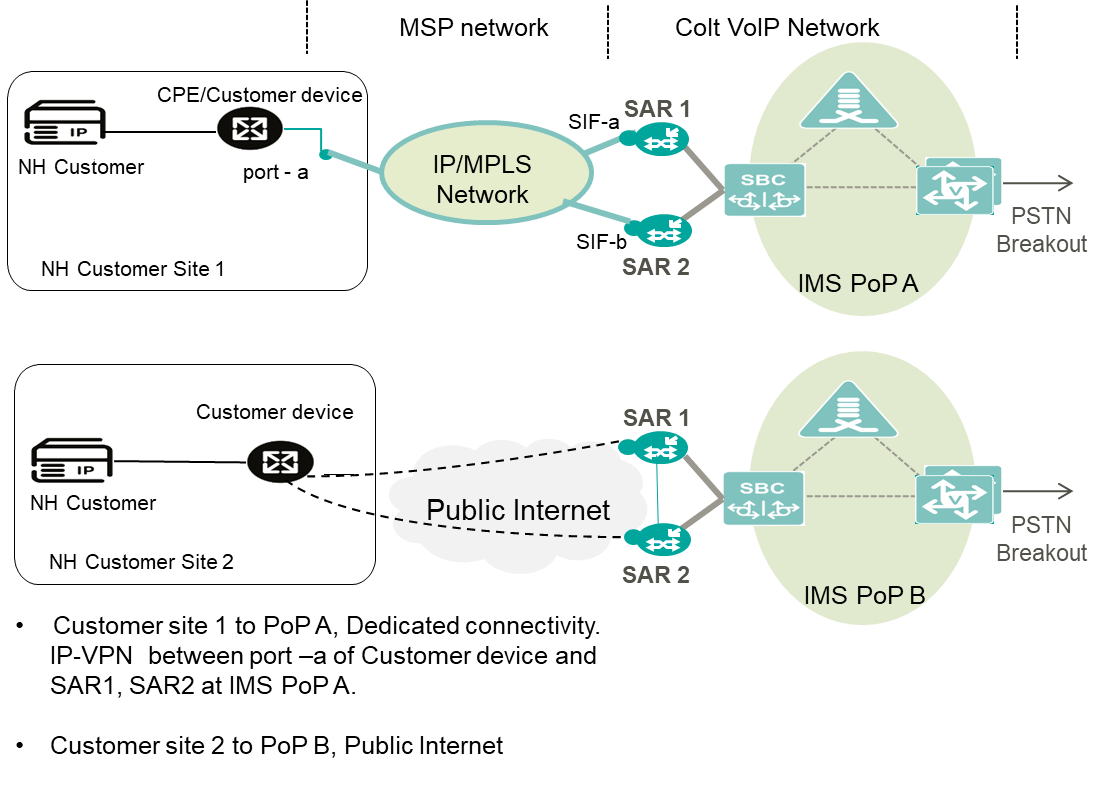 MSP network
Colt VoIP Network
CPE/Customer device
IP
NH Customer
port - a
NH Customer Site 1
IP/MPLS
Network
SIF-a
SAR 1
SIF-b
SAR 2
SBC
V
IMS PoP A
PSTN
Breakout
Customer device
IP
NH Customer
NH Customer Site 2
Public Internet
SAR 1
SAR 2
SBC
V
IMS PoP B
PSTN
Breakout
• Customer site 1 to PoP A, Dedicated connectivity.
IP-VPN between port –a of Customer device and
SAR1, SAR2 at IMS PoP A.
• Customer site 2 to PoP B, Public Internet